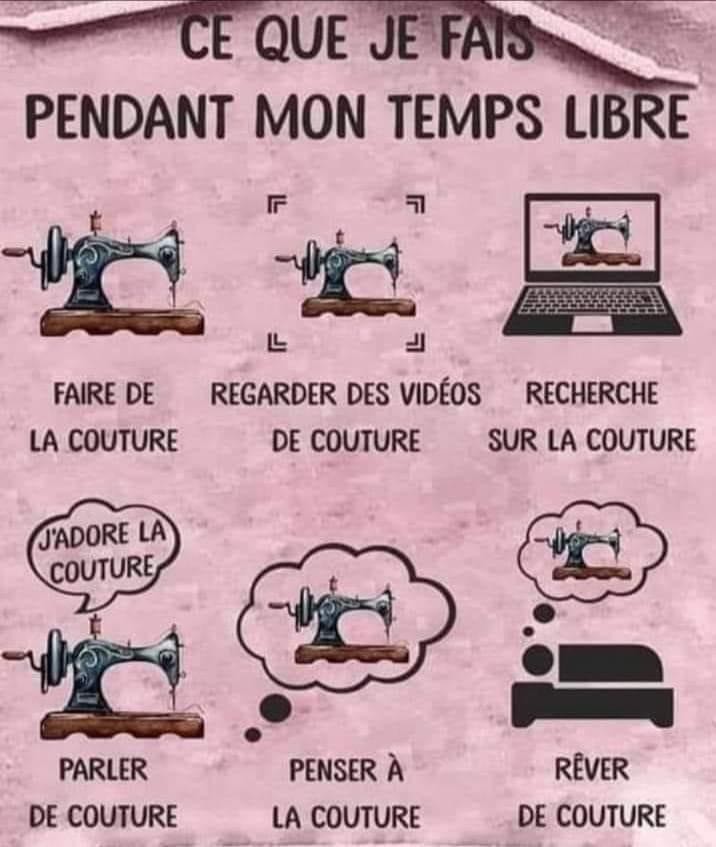 CE QUE JE FAIS
PENDANT MON TEMPS LIBRE
FAIRE DE
LA COUTURE
REGARDER DES VIDÉOS
DE COUTURE
RECHERCHE
SUR LA COUTURE
J'ADORE LA
COUTURE
PARLER
DE COUTURE
PENSER À
LA COUTURE
RÊVER
DE COUTURE